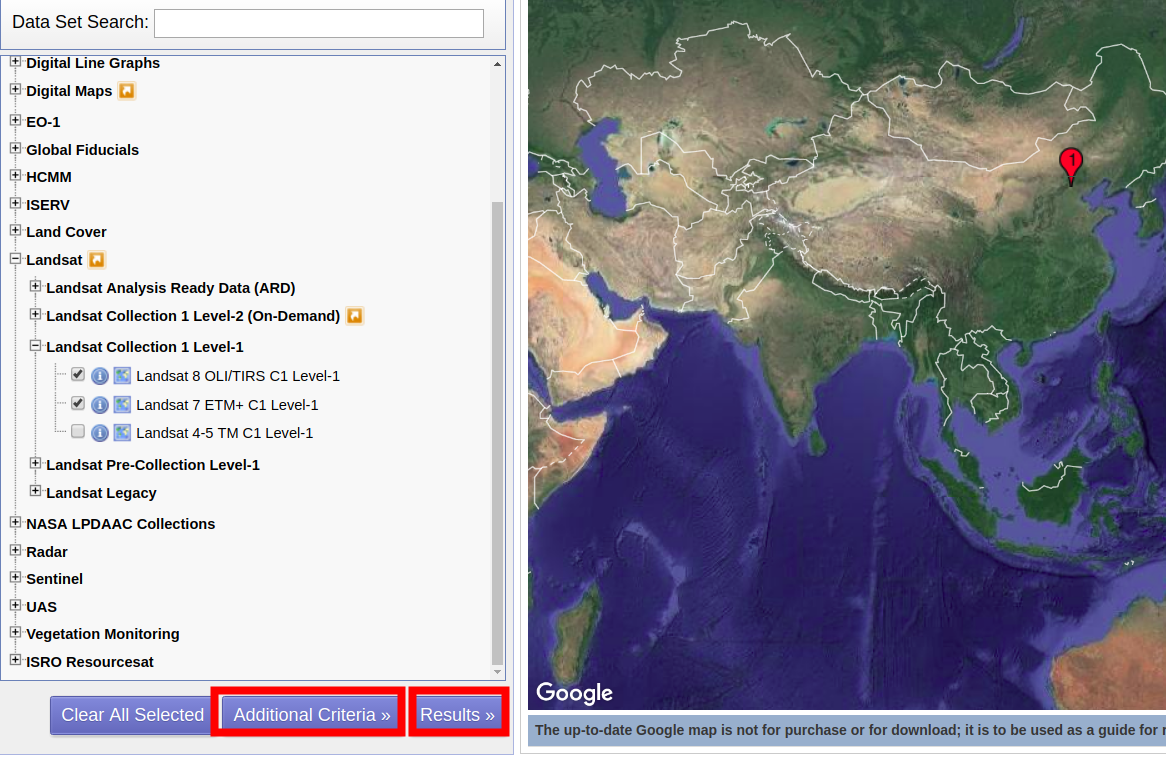 Data Set Search:
Digital Line Graphs
Digital Maps
EO-1
Global Fiducials
HCMM
ISERV
Land Cover
Landsat
Landsat Analysis Ready Data (ARD)
Landsat Collection 1 Level-2 (On-Demand)
Landsat Collection 1 Level-1
Landsat 8 OLI/TIRS C1 Level-1
Landsat 7 ETM+ C1 Level-1
Landsat 4-5 TM C1 Level-1
Landsat Pre-Collection Level-1
Landsat Legacy
NASA LPDAAC Collections
Radar
Sentinel
UAS
Vegetation Monitoring
ISRO Resourcesat
Clear All Selected
Additional Criteria »
Results »
1
Google
The up-to-date Google map is not for purchase or for download; it is to be used as a guide for